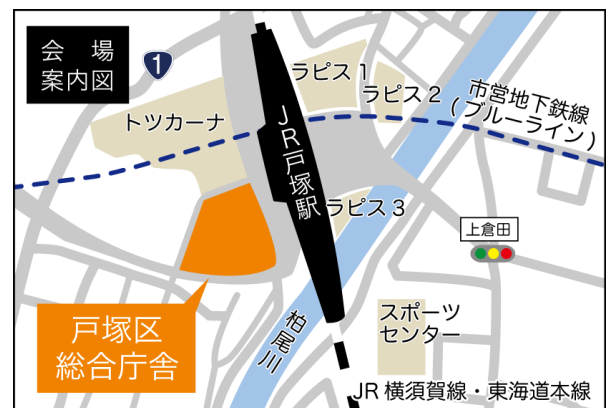 会場
案内図
1
ラピス1
ラピス2
市営地下鉄線
(ブルーライン)
トツカーナ
JR戸塚駅
ラピス3
上倉田
戸塚区
総合庁舎
柏尾川
スポーツ
センター
JR横須賀線・東海道本線